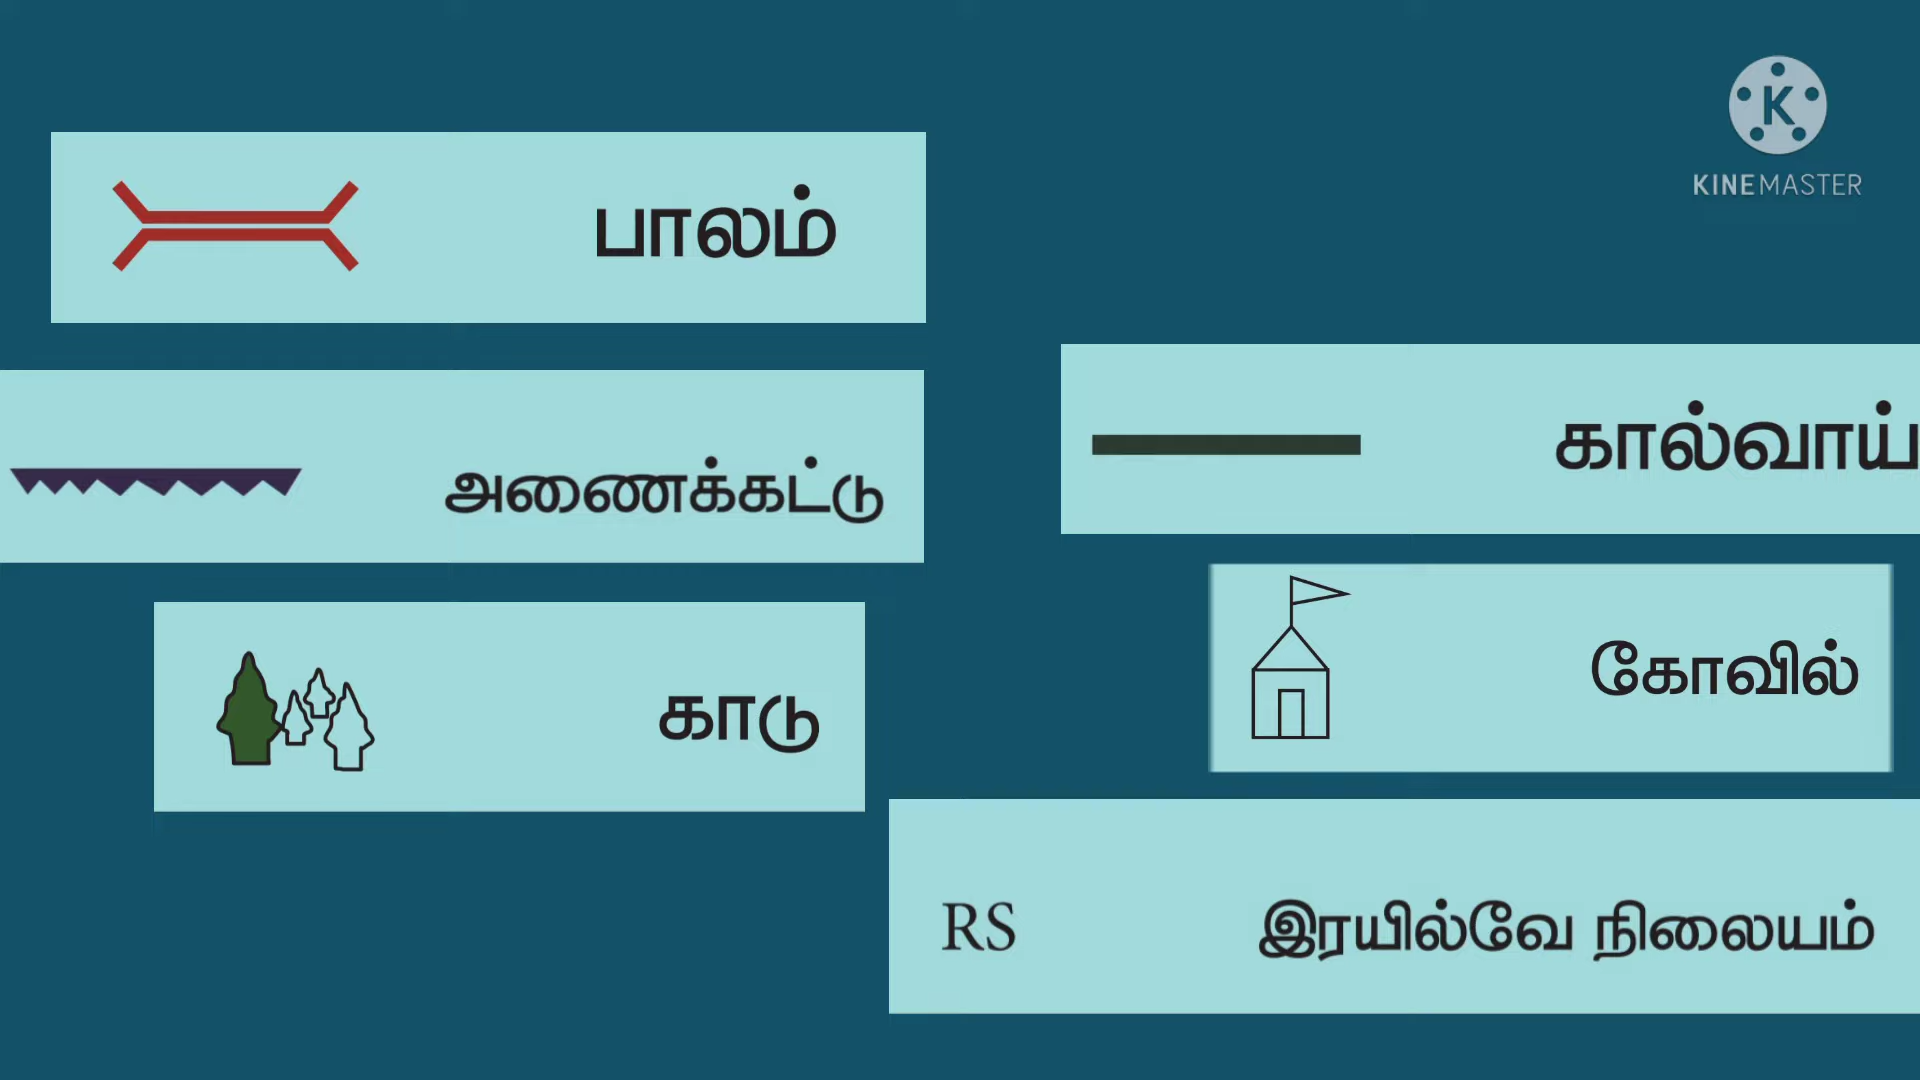 K
KINEMASTER
பாலம்
அணைக்கட்டு
கால்வாய்
காடு
கோவில்
RS இரயில்வே நிலையம்